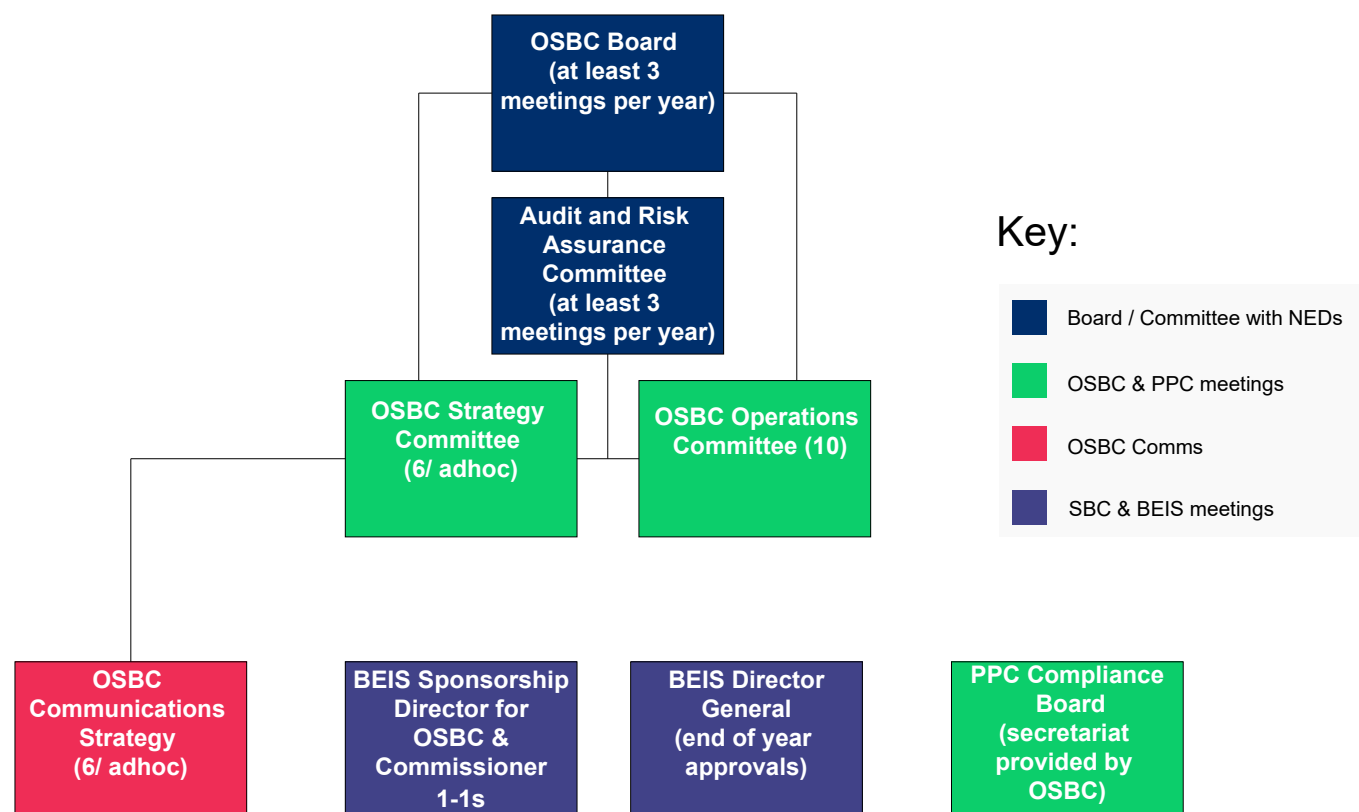 OSBC Board
(at least 3
meetings per year)
Audit and Risk
Assurance
Committee
(at least 3
meetings per year)
Key:
Board / Committee with NEDs
OSBC & PPC meetings
OSBC Comms
SBC & BEIS meetings
OSBC Strategy
Committee
(6/ adhoc)
OSBC Operations
Committee (10)
OSBC
Communications
Strategy
(6/ adhoc)
BEIS Sponsorship
Director for
OSBC &
Commissioner
1-1s
BEIS Director
General
(end of year
approvals)
PPC Compliance
Board
(secretariat
provided by
OSBC)